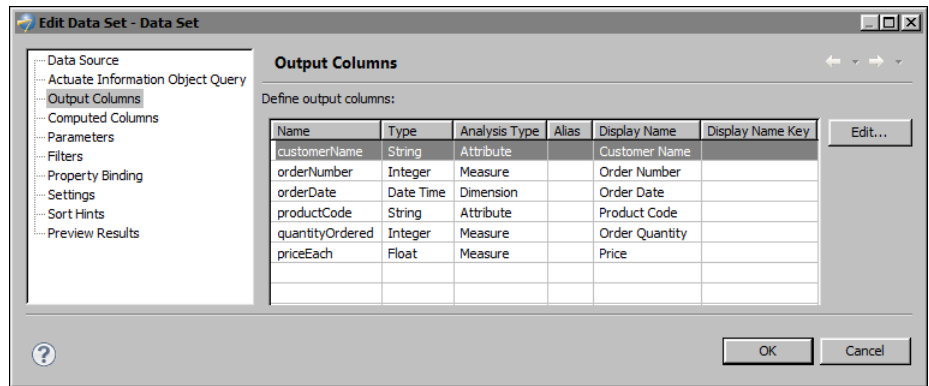 Edit Data Set - Data Set
Data Source
Actuate Information Object Query
Output Columns
Computed Columns
Parameters
Filters
Property Binding
Settings
Sort Hints
Preview Results
Output Columns
Define output columns:
Name Type Analysis Type Alias Display Name Display Name Key
customerName String Attribute Customer Name
orderNumber Integer Measure Order Number
orderDate Date Time Dimension Order Date
productCode String Attribute Product Code
quantityOrdered Integer Measure Order Quantity
priceEach Float Measure Price
Edit...
?
OK Cancel